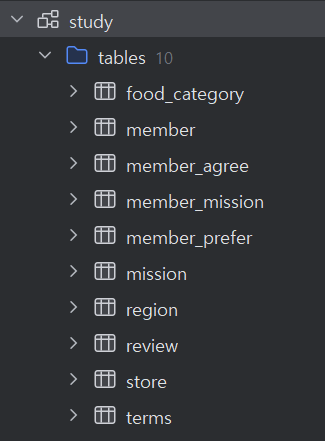 study
tables 10
food_category
member
member_agree
member_mission
member_prefer
mission
region
review
store
terms